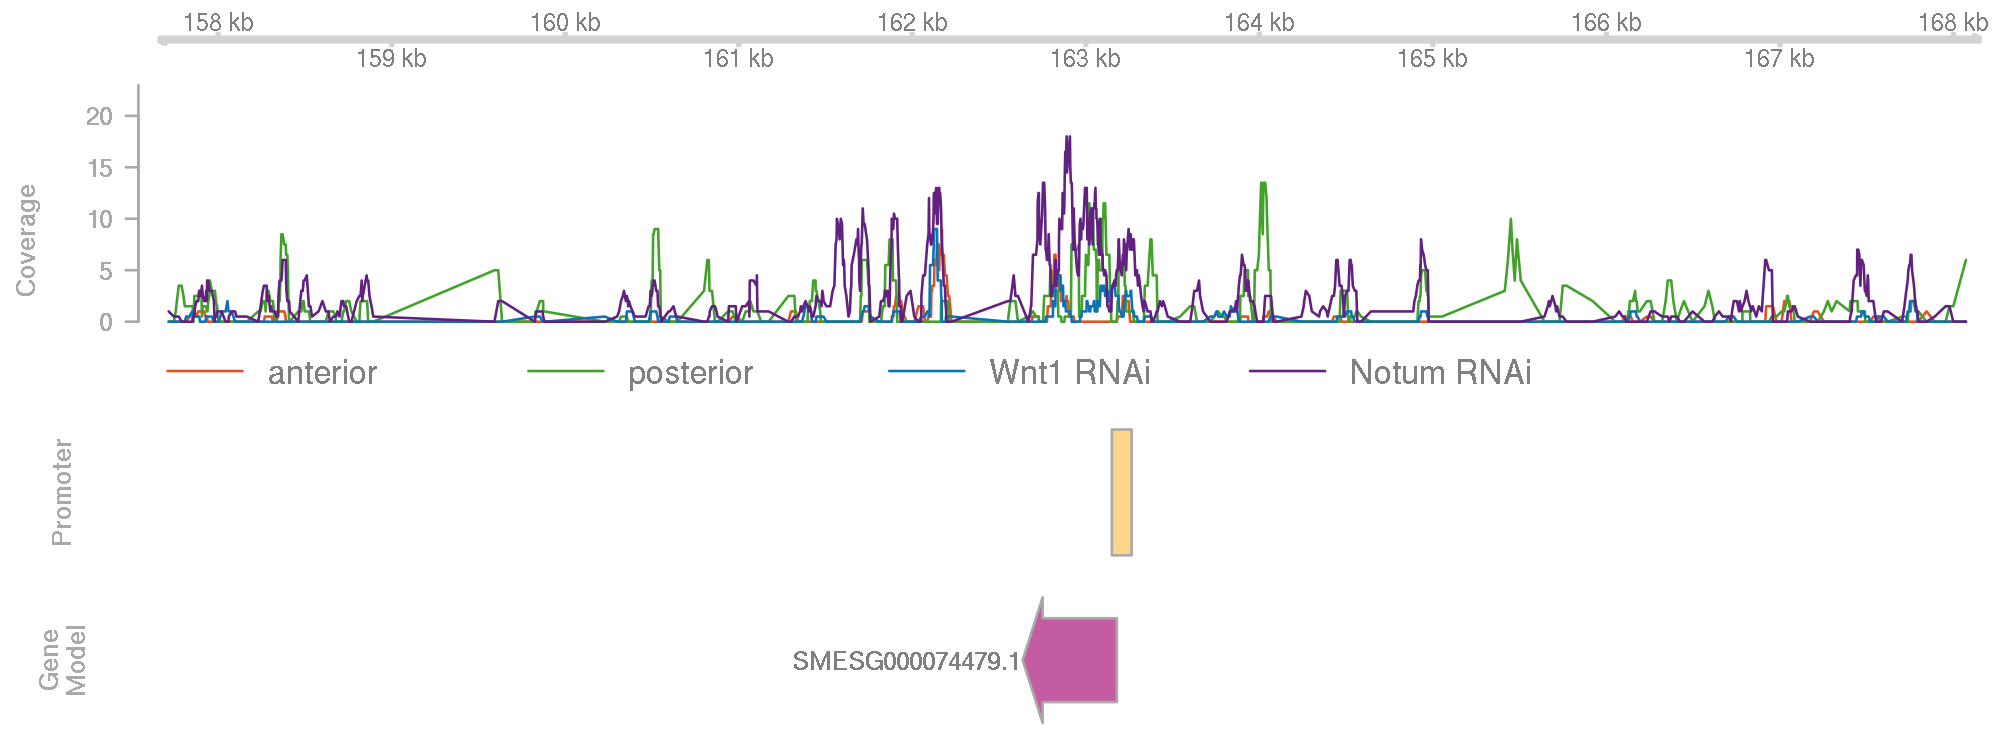 158 kb 160 kb 162 kb 164 kb 166 kb 168 kb
159 kb 161 kb 163 kb 165 kb 167 kb
Coverage
20
15
10
5
0
anterior posterior Wnt1 RNAi Notum RNAi
Promoter
Gene
Model
SMESG000074479.1